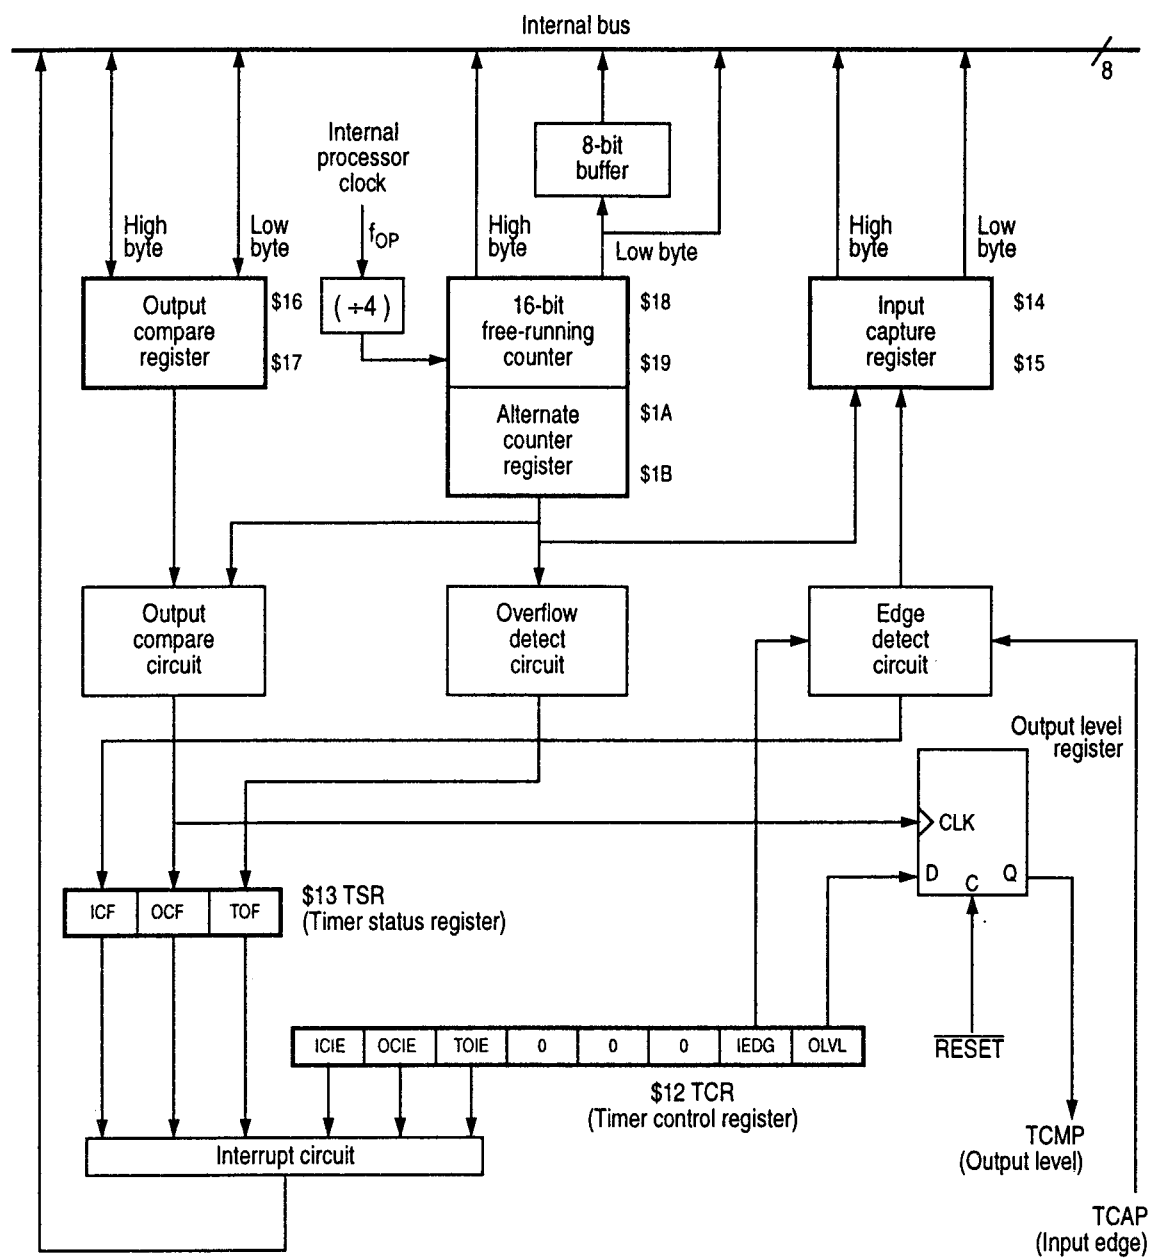 Internal bus
8
Internal
processor
clock
8-bit
buffer
High
byte
Low
byte
fOP
High
byte
Low byte
High
byte
Low
byte
Output
compare
register
$16
$17
(÷4)
16-bit
free-running
counter
$18
$19
Alternate
counter
register
$1A
$1B
Input
capture
register
$14
$15
Output
compare
circuit
Overflow
detect
circuit
Edge
detect
circuit
Output level
register
CLK
D
C
Q
ICF OCF TOF
$13 TSR
(Timer status register)
RESET
ICIE OCIE TOIE 0 0 0 IEDG OLVL
$12 TCR
(Timer control register)
Interrupt circuit
TCMP
(Output level)
TCAP
(Input edge)